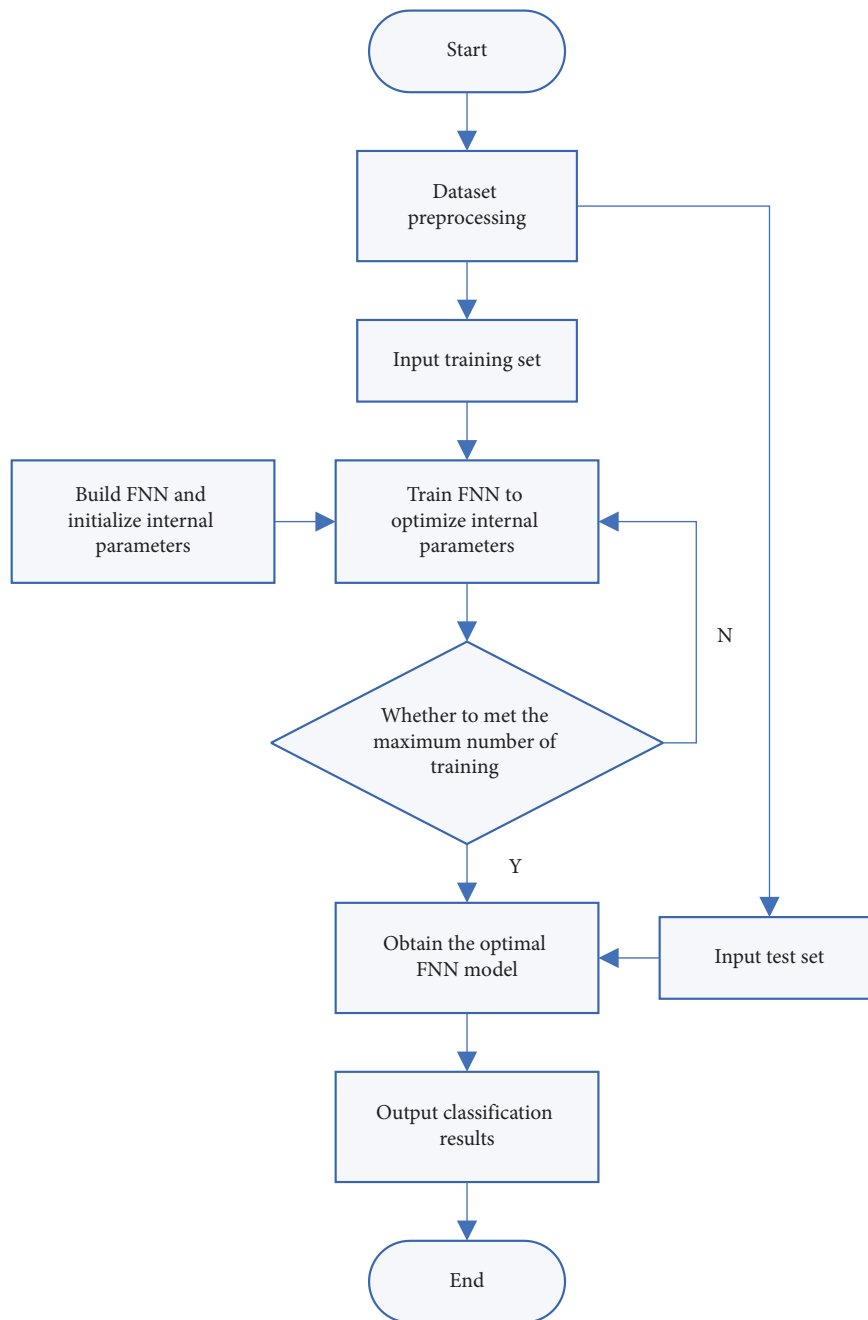 Start
Dataset
preprocessing
Input training set
Build FNN and
initialize internal
parameters
Train FNN to
optimize internal
parameters
N
Whether to met the
maximum number of
training
Y
Obtain the optimal
FNN model
Input test set
Output classification
results
End